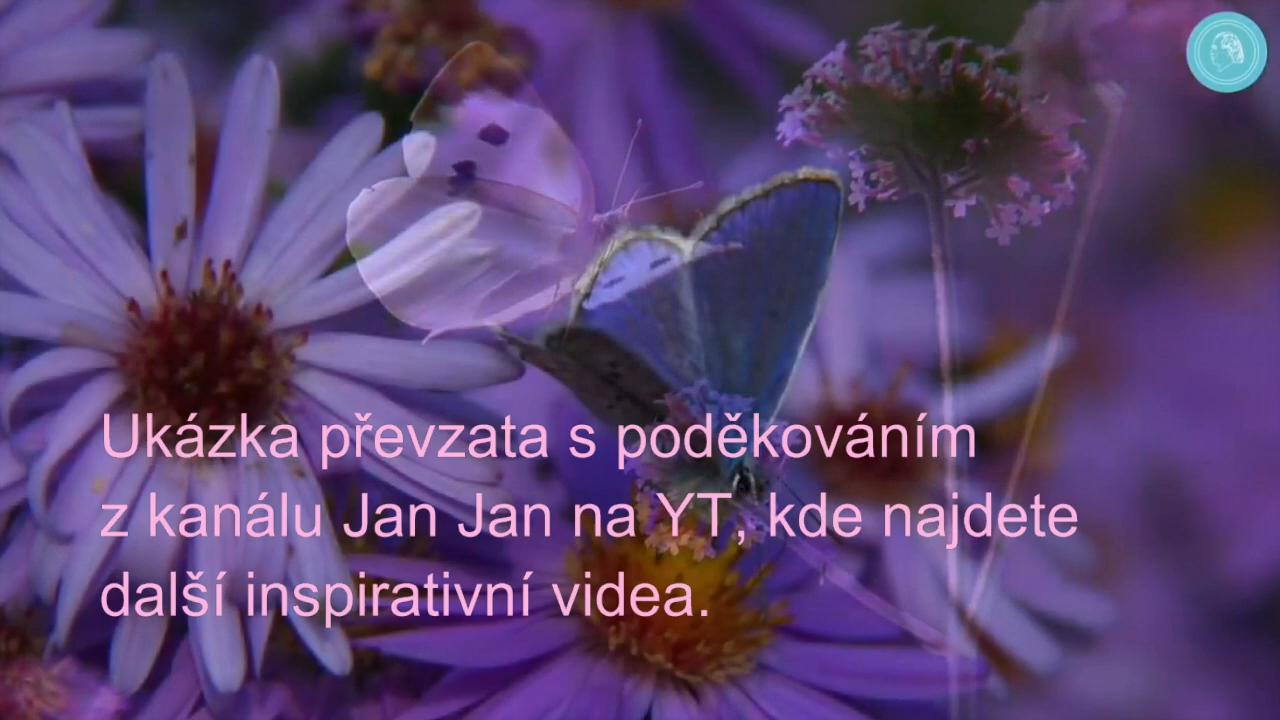 Ukázka převzata s poděkováním
z kanálu Jan Jan na YT, kde najdete
další inspirativní videa.